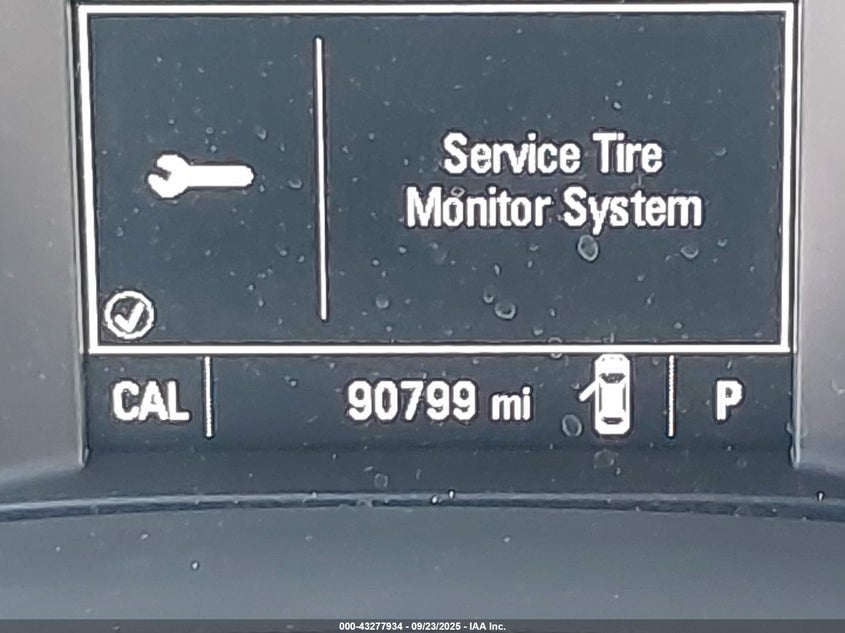 Service Tire
Monitor System
CAL
90799 mi
P
000-43277934 - 09/23/2025 - IAA Inc.